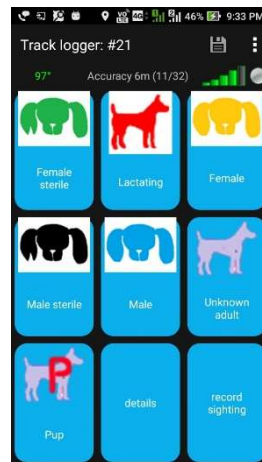 46% 9:33 PM
Track logger: #21
97° Accuracy 6m (11/32)
Female
sterile
Lactating
Female
Male sterile
Male
Unknown
adult
P
Pup
details
record
sighting